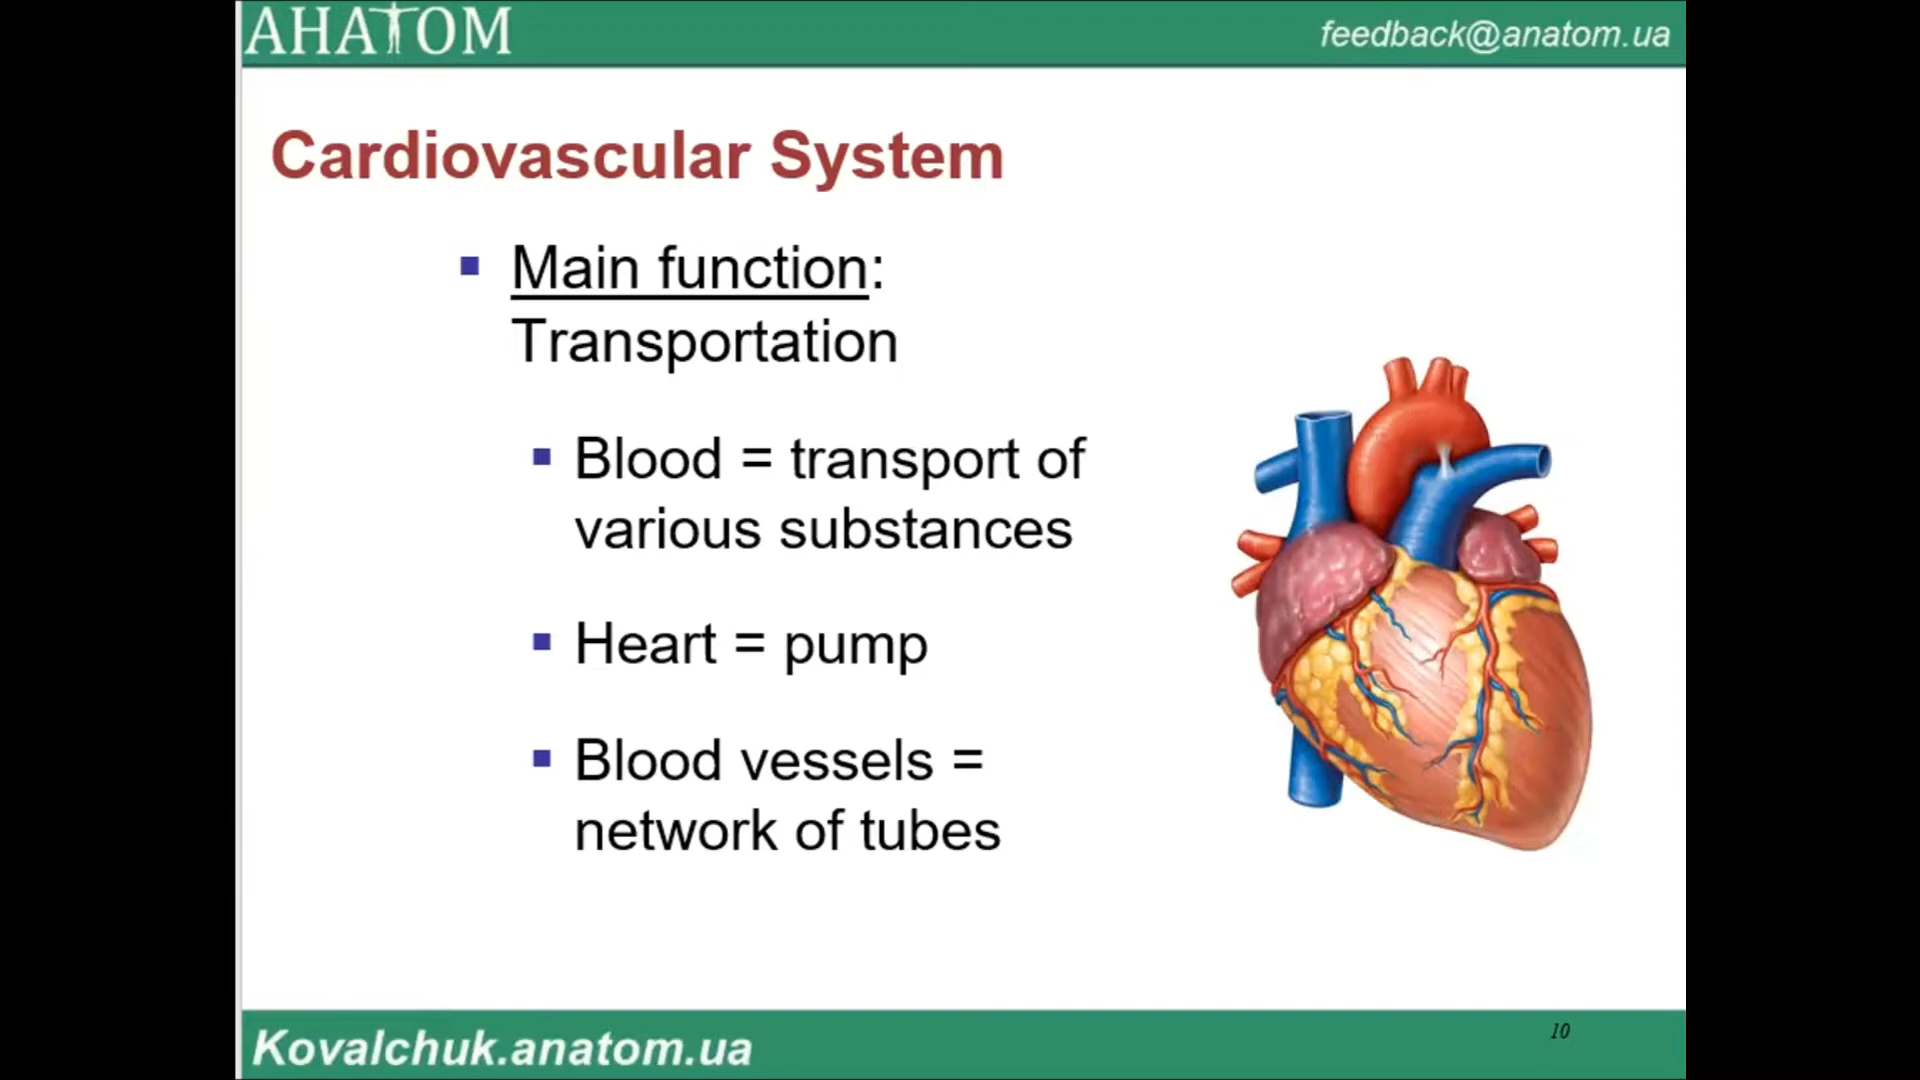 АНАТОМ
feedback@anatom.ua
Cardiovascular System
Main function:
Transportation
Blood = transport of
various substances
Heart = pump
Blood vessels =
network of tubes
Kovalchuk.anatom.ua
10